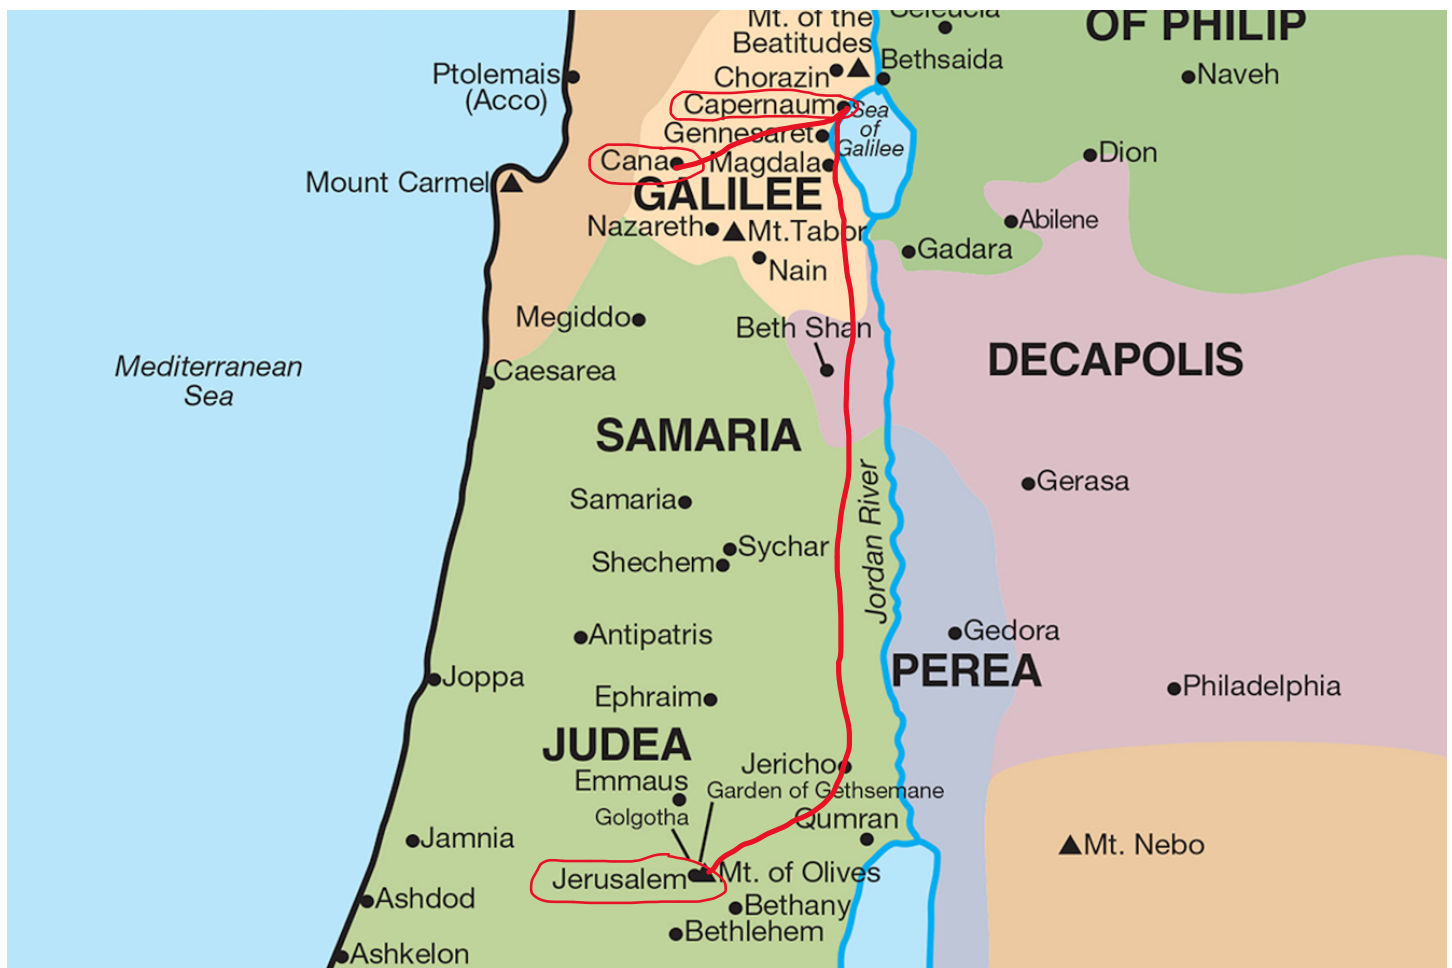 Mt. of the
Beatitudes
Seleucia
OF PHILIP
Ptolemais
(Acco)
Chorazin
Bethsaida
Naveh
Capernaum
Sea
of
Galilee
Gennesaret
Cana
Magdala
Dion
Mount Carmel
GALILEE
Nazareth
Mt.Tabor
Abilene
Gadara
Nain
Megiddo
Beth Shan
Mediterranean
Sea
Caesarea
DECAPOLIS
SAMARIA
Samaria
Gerasa
Jordan River
Sychar
Shechem
Antipatris
Gedora
PEREA
Joppa
Ephraim
Philadelphia
JUDEA
Jericho
Emmaus
Garden of Gethsemane
Golgotha
Qumran
Jamnia
Mt. Nebo
Jerusalem
Mt. of Olives
Ashdod
Bethany
Bethlehem
Ashkelon